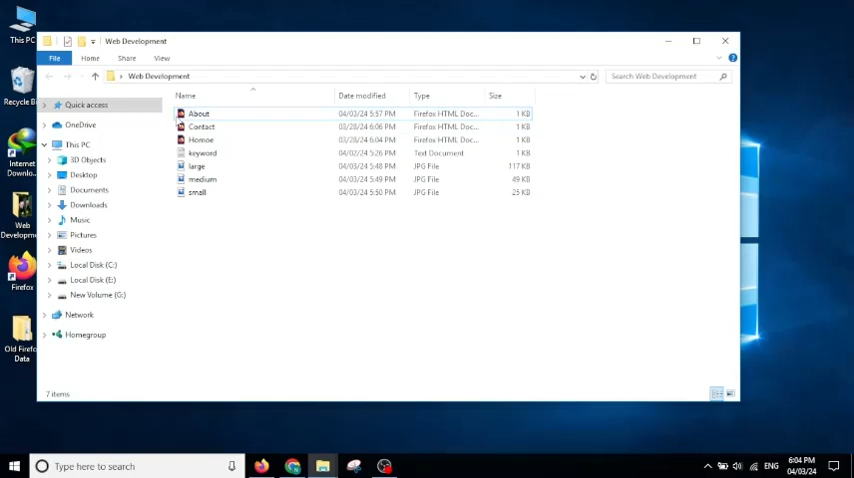 This PC
Web Development
File Home Share View
Web Development
Search Web Development
Recycle Bi
Quick access
Name Date modified Type Size
OneDrive
About 04/03/24 5:57 PM Firefox HTML Doc... 1 KB
Contact 03/28/24 6:06 PM Firefox HTML Doc... 1 KB
This PC
Homoe 03/28/24 6:04 PM Firefox HTML Doc... 1 KB
3D Objects
keyword 04/02/24 5:26 PM Text Document 1 KB
Internet
Downlo...
large 04/03/24 5:48 PM JPG File 117 KB
Desktop
medium 04/03/24 5:49 PM JPG File 49 KB
Documents
small 04/03/24 5:50 PM JPG File 25 KB
Downloads
Music
Web
Developm
Pictures
Videos
Local Disk (C:)
Local Disk (E:)
New Volume (G:)
Firefox
Network
Homegroup
Old Firefo
Data
7 items
Type here to search
ENG
6:04 PM
04/03/24